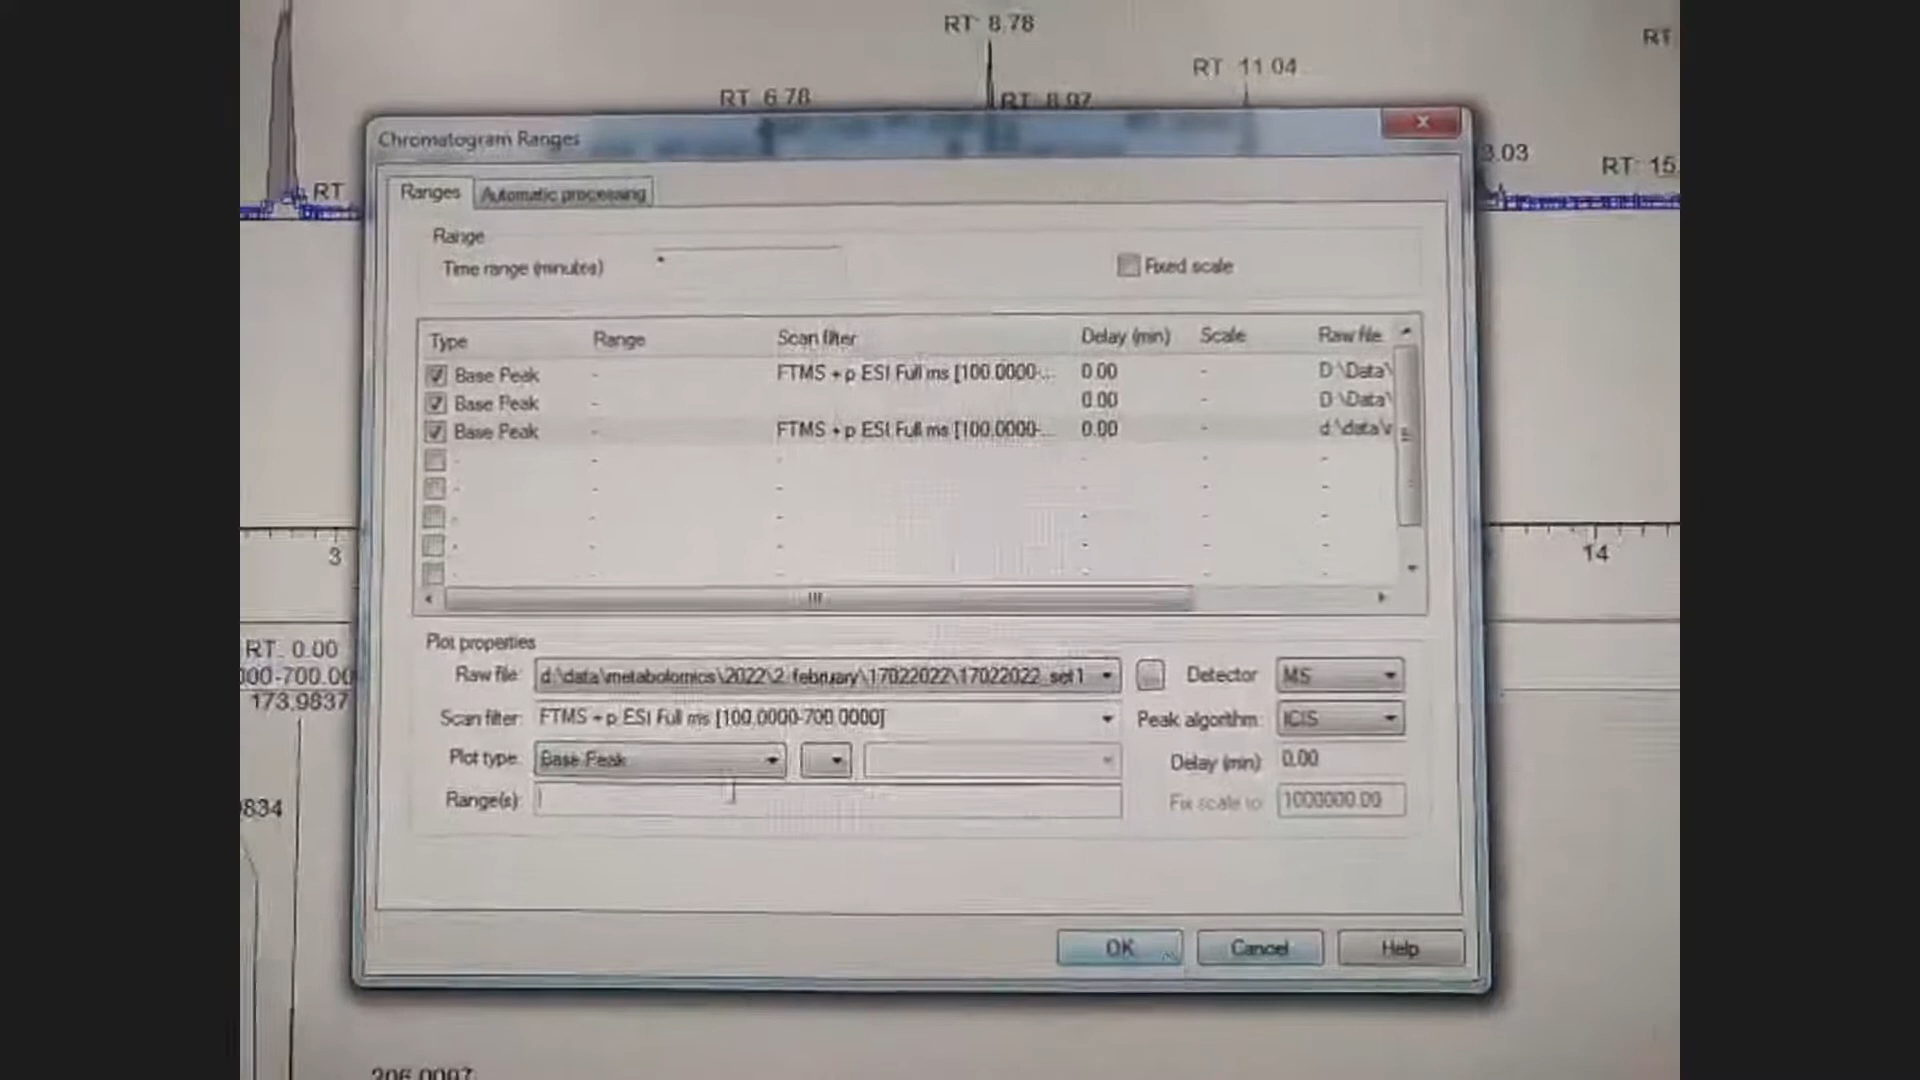 RT: 8.78
RT
RT 11.04
RT 6.78
RT 8.97
Chromatogram Ranges
3.03
RT: 15.
RT
Ranges
Automatic processing
Range
Time range (minutes)
*
Fixed scale
Type Range Scan filter Delay (min) Scale Raw file
Base Peak - FTMS + p ESI Full ms [100.0000-... 0.00 - D:\Data\
Base Peak - 0.00 D:\Data\
Base Peak - FTMS + p ESI Full ms [100.0000-... 0.00 - d:\data\
- - - - - -
- - - - - -
- - - - - -
- - - - - -
- - - - - -
3
14
Plot properties
RT: 0.00
000-700.00
173.9837
Raw file: d:\data\metabolomics\2022\2_february\17022022\17022022_set1
Detector MS
Scan filter: FTMS + p ESI Full ms [100.0000-700.0000]
Peak algorithm: ICIS
Plot type: Base Peak
Delay (min): 0.00
Range(s):
Fix scale to: 1000000.00
9834
OK
Cancel
Help
206.0097